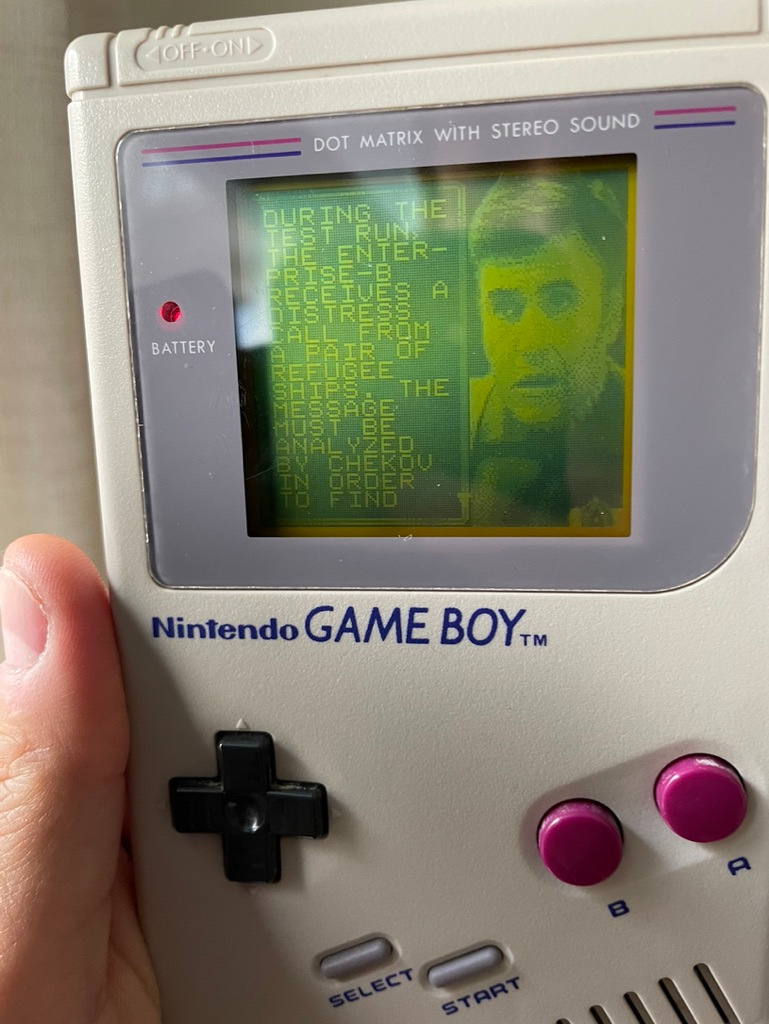 OFF•ON
DOT MATRIX WITH STEREO SOUND
DURING THE
TEST RUN,
THE ENTER-
PRISE-B
RECEIVES A
DISTRESS
CALL FROM
A PAIR OF
REFUGEE
SHIPS. THE
MESSAGE
MUST BE
ANALYZED
BY CHEKOV
IN ORDER
TO FIND
BATTERY
Nintendo GAME BOY TM
A
B
SELECT
START